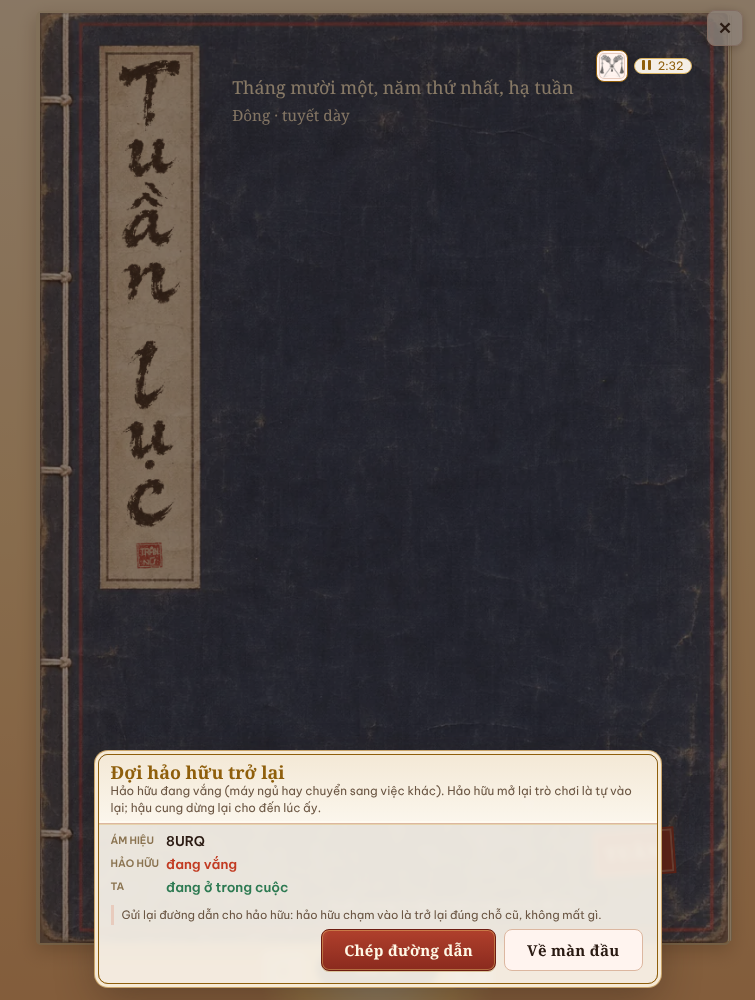 Tuần lục
TRẦN NỮ
Tháng mười một, năm thứ nhất, hạ tuần
Đông · tuyết dày
2:32
Đợi hảo hữu trở lại
Hảo hữu đang vắng (máy ngủ hay chuyển sang việc khác). Hảo hữu mở lại trò chơi là tự vào
lại; hậu cung dừng lại cho đến lúc ấy.
ÁM HIỆU 8URQ
HẢO HỮU đang vắng
TA đang ở trong cuộc
Gửi lại đường dẫn cho hảo hữu: hảo hữu chạm vào là trở lại đúng chỗ cũ, không mất gì.
Chép đường dẫn
Về màn đầu